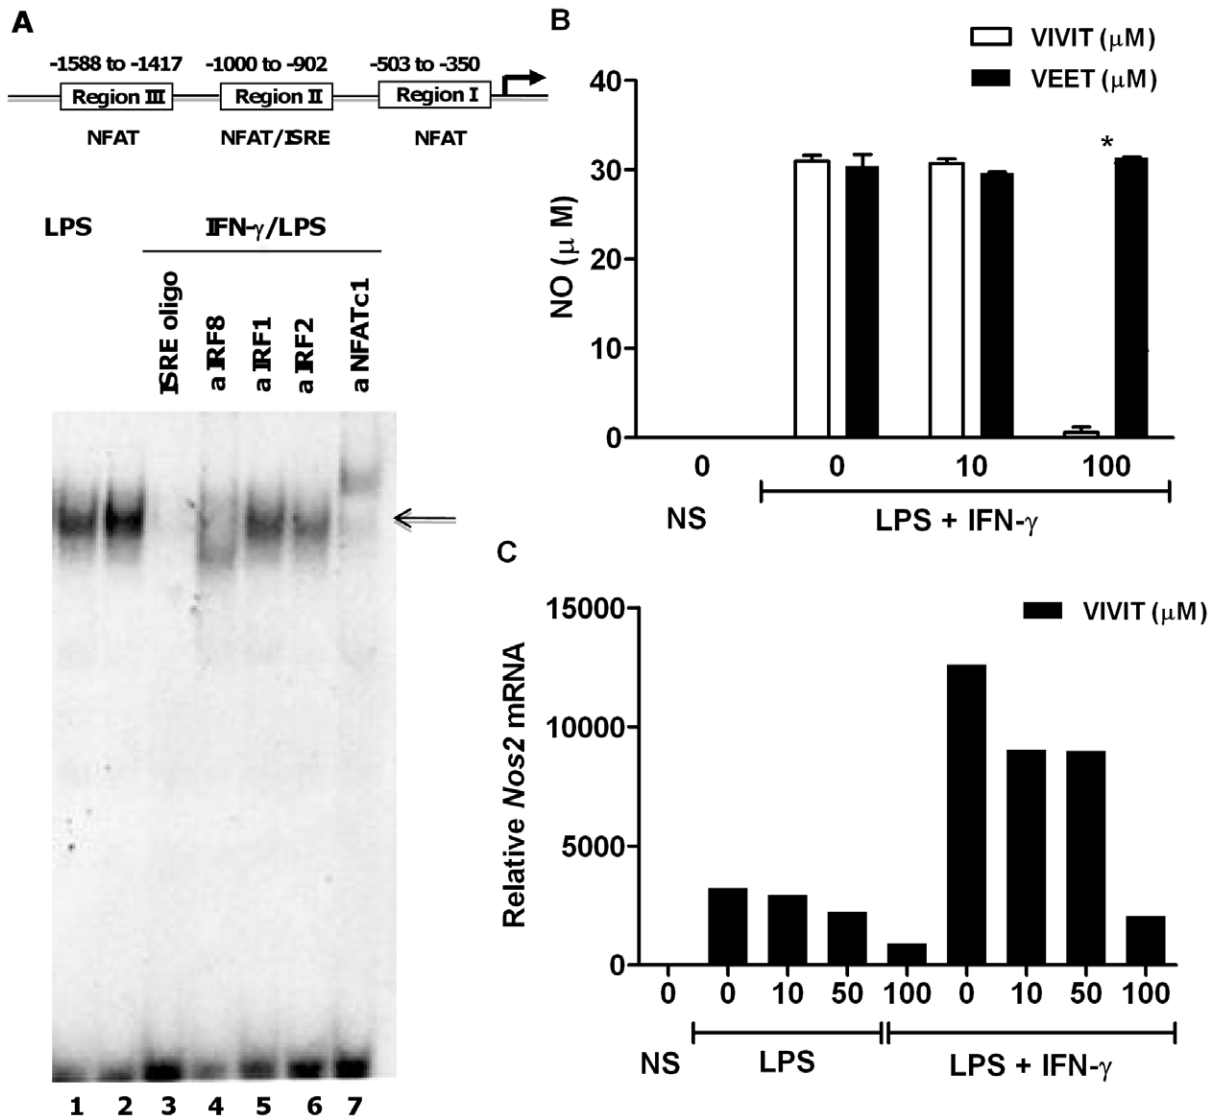 A
-1588 to -1417 -1000 to -902 -503 to -350
Region III Region II Region I
NFAT NFAT/ISRE NFAT
LPS IFN-γ/LPS
ISRE oligo
a IRF8
a IRF1
a IRF2
a NFATc1
1 2 3 4 5 6 7
B
VIVIT (μM)
VEET (μM)
NO (μ M)
40
30
20
10
0
*
0 0 10 100
NS LPS + IFN-γ
C
VIVIT (μM)
Relative Nos2 mRNA
15000
10000
5000
0
0 0 10 50 100 0 10 50 100
NS LPS LPS + IFN-γ